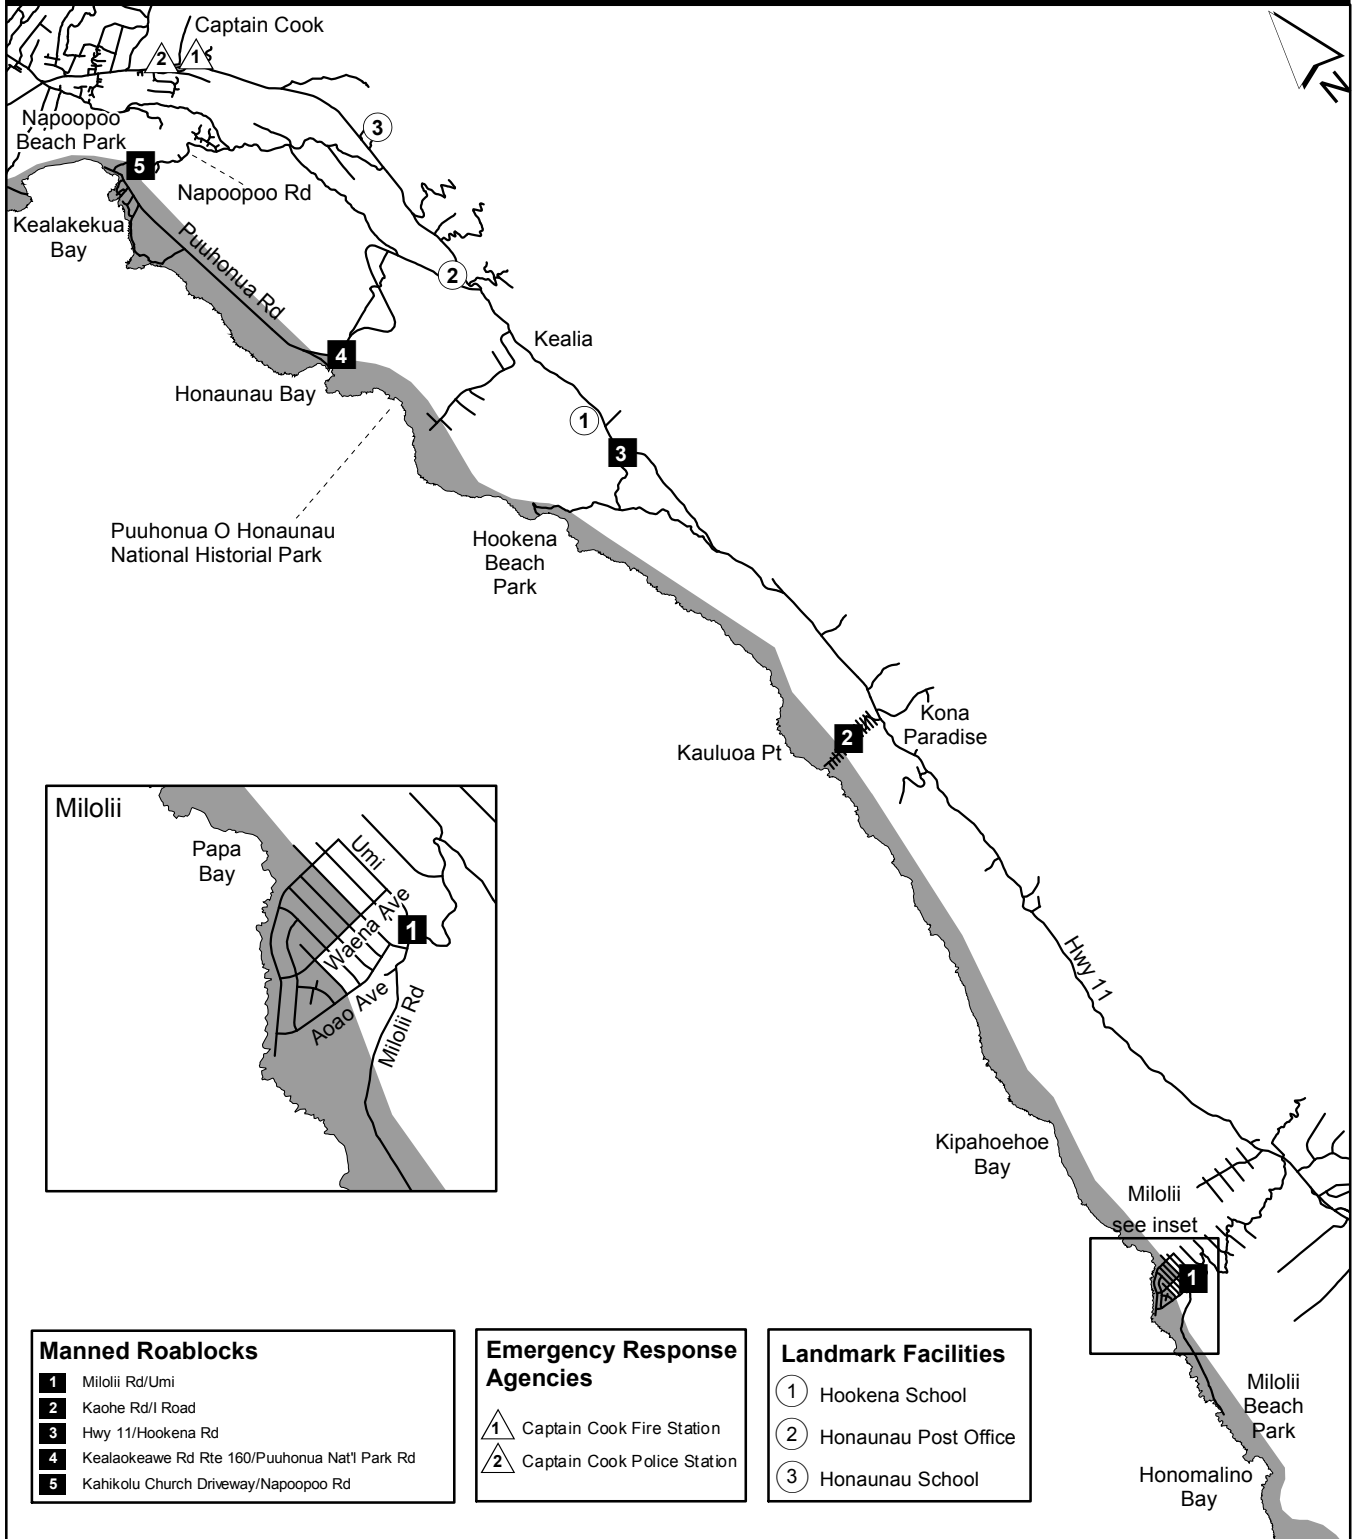 Captain Cook
2
1
N
3
Napoopoo
Beach Park
5
Napoopoo Rd
Kealakekua
Bay
Puuhonua Rd
2
Kealia
4
Honaunau Bay
1
3
Puuhonua O Honaunau
National Historial Park
Hookena
Beach
Park
Kona
Paradise
2
Kauluoa Pt
Milolii
Papa
Bay
Umi
Waena Ave
1
Aoao Ave
Milolii Rd
Hwy 11
Kipahoehoe
Bay
Milolii
see inset
1
Milolii
Beach
Park
Honomalino
Bay
Manned Roablocks
1 Milolii Rd/Umi
2 Kaohe Rd/I Road
3 Hwy 11/Hookena Rd
4 Kealaokeawe Rd Rte 160/Puuhonua Nat'l Park Rd
5 Kahikolu Church Driveway/Napoopoo Rd
Emergency Response
Agencies
1 Captain Cook Fire Station
2 Captain Cook Police Station
Landmark Facilities
1 Hookena School
2 Honaunau Post Office
3 Honaunau School